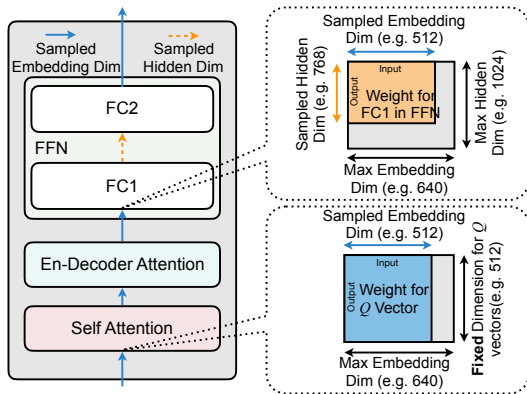 Sampled
Embedding Dim
Sampled
Hidden Dim
FC2
FFN
FC1
En-Decoder Attention
Self Attention
Sampled Embedding
Dim (e.g. 512)
Sampled Hidden
Dim (e.g. 768)
Input
Output
Weight for
FC1 in FFN
Max Hidden
Dim (e.g. 1024)
Max Embedding
Dim (e.g. 640)
Sampled Embedding
Dim (e.g. 512)
Input
Output
Weight for
Q Vector
Fixed Dimension for Q
vectors(e.g. 512)
Max Embedding
Dim (e.g. 640)